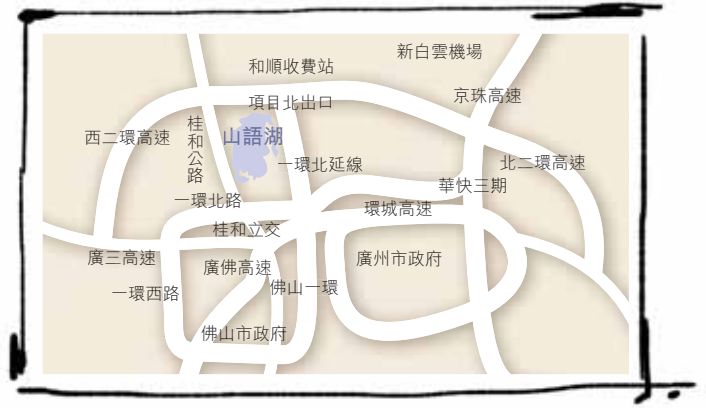 新白雲機場
和順收費站
京珠高速
項目北出口
西二環高速
桂和公路
山語湖
一環北延線
北二環高速
華快三期
一環北路
環城高速
桂和立交
廣三高速
廣佛高速
廣州市政府
一環西路
佛山一環
佛山市政府